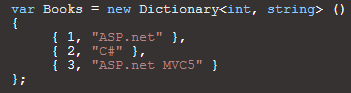 var Books = new Dictionary<int, string> ()
{
{ 1, "ASP.net" },
{ 2, "C#" },
{ 3, "ASP.net MVC5" }
};